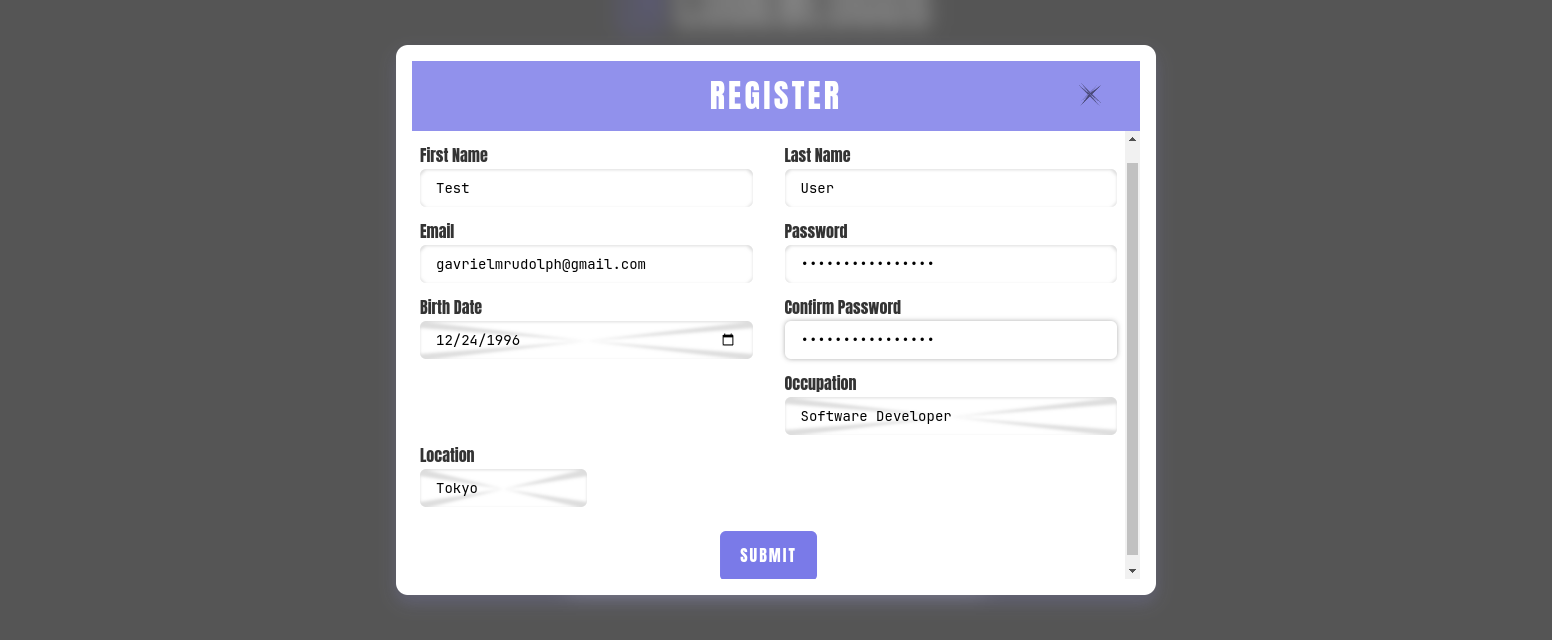 REGISTER
First Name
Last Name
Test
User
Email
Password
gavrielmrudolph@gmail.com
••••••••••••••••
Birth Date
Confirm Password
12/24/1996
••••••••••••••••
Occupation
Software Developer
Location
Tokyo
SUBMIT